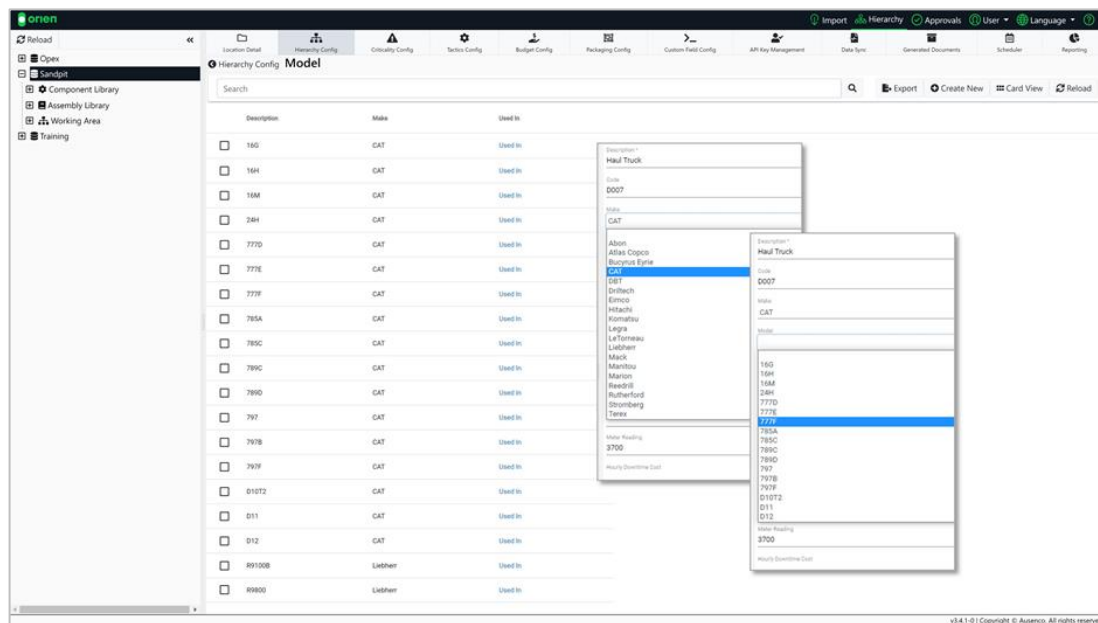 orien
Import Hierarchy Approvals User Language
Reload
Location Detail Hierarchy Config Criticality Config Tactics Config Budget Config Packaging Config Custom Field Config API Key Management Data Sync Generated Documents Scheduler Reporting
Opex
Sandpit
Component Library
Assembly Library
Working Area
Training
Hierarchy Config Model
Search
Export Create New Card View Reload
Description Make Used In
16G CAT Used In
16H CAT Used In
16M CAT Used In
24H CAT Used In
777D CAT Used In
777E CAT Used In
777F CAT Used In
785A CAT Used In
785C CAT Used In
789C CAT Used In
789D CAT Used In
797 CAT Used In
797B CAT Used In
797F CAT Used In
D10T2 CAT Used In
D11 CAT Used In
D12 CAT Used In
R9100B Liebherr Used In
R9800 Liebherr Used In
Description *
Haul Truck
Code
D007
Make
CAT
Abon
Atlas Copco
Bucyrus Eyrie
CAT
DBT
Drilltech
Eimco
Hitachi
Komatsu
Legra
LeTorneau
Liebherr
Mack
Manitou
Marion
Reedrill
Rutherford
Stromberg
Terex
Meter Reading
3700
Hourly Downtime Cost
Description *
Haul Truck
Code
D007
Make
CAT
Model
16G
16H
16M
24H
777D
777E
777F
785A
785C
789C
789D
797
797B
797F
D10T2
D11
D12
Meter Reading
3700
Hourly Downtime Cost
v3.4.1-0 | Copyright © Ausenco. All rights reserve